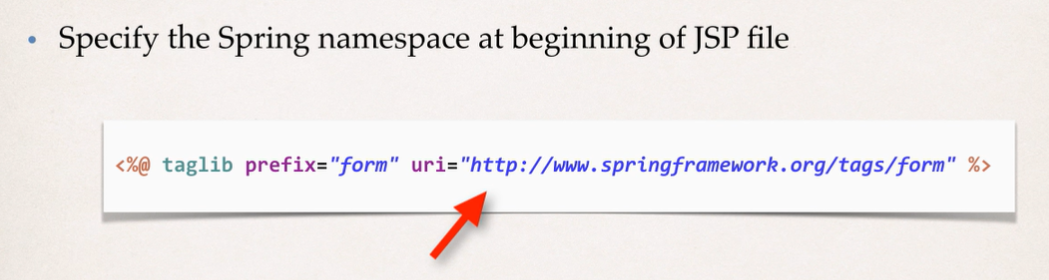 • Specify the Spring namespace at beginning of JSP file
<%@ taglib prefix="form" uri="http://www.springframework.org/tags/form" %>